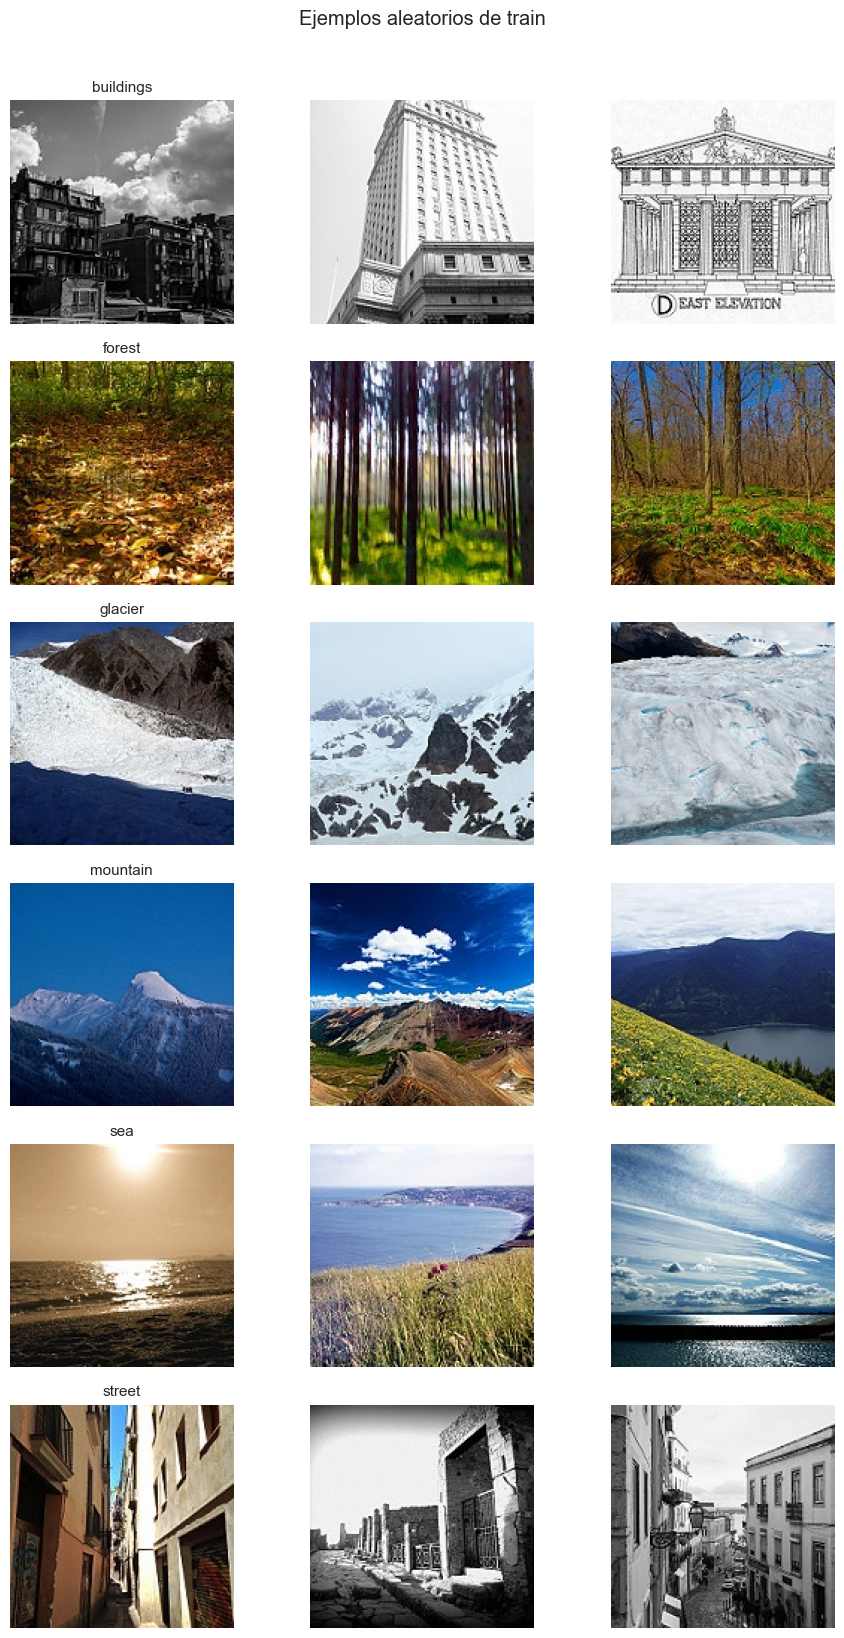 Ejemplos aleatorios de train
buildings
D EAST ELEVATION
forest
glacier
mountain
sea
street